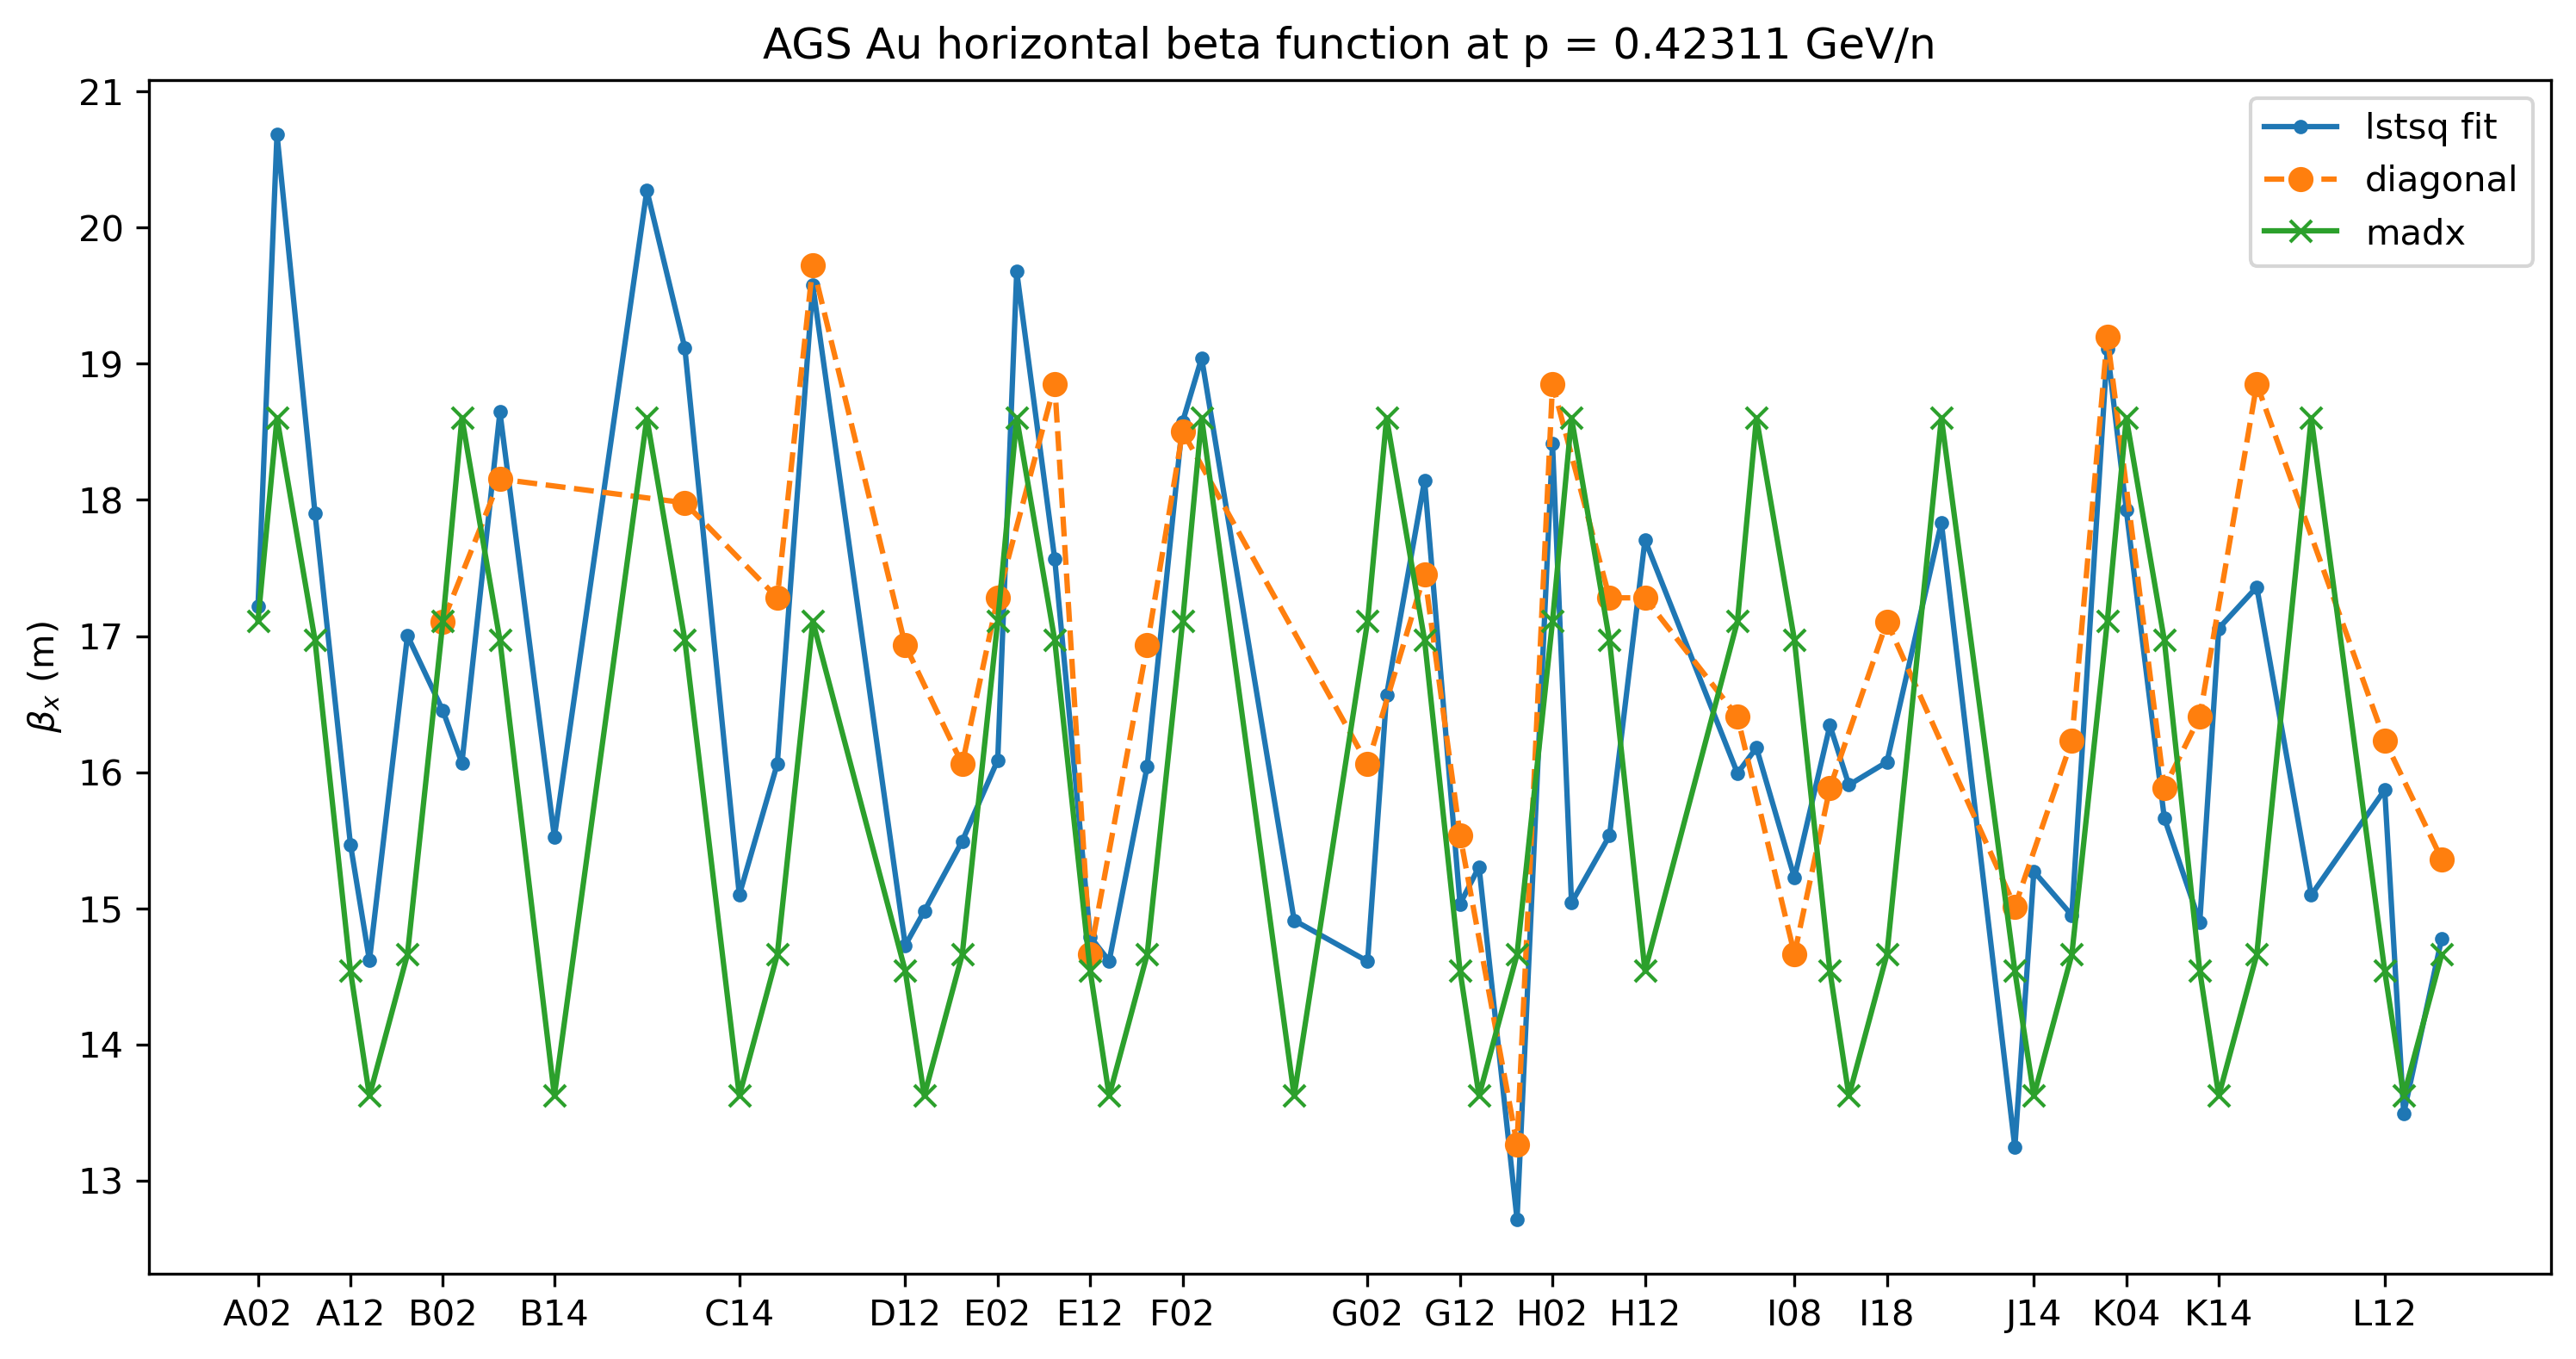 AGS Au horizontal beta function at p = 0.42311 GeV/n
21
20
19
18
17
16
15
14
13
βx (m)
lstsq fit
diagonal
madx
A02 A12 B02 B14 C14 D12 E02 E12 F02 G02 G12 H02 H12 I08 I18 J14 K04 K14 L12